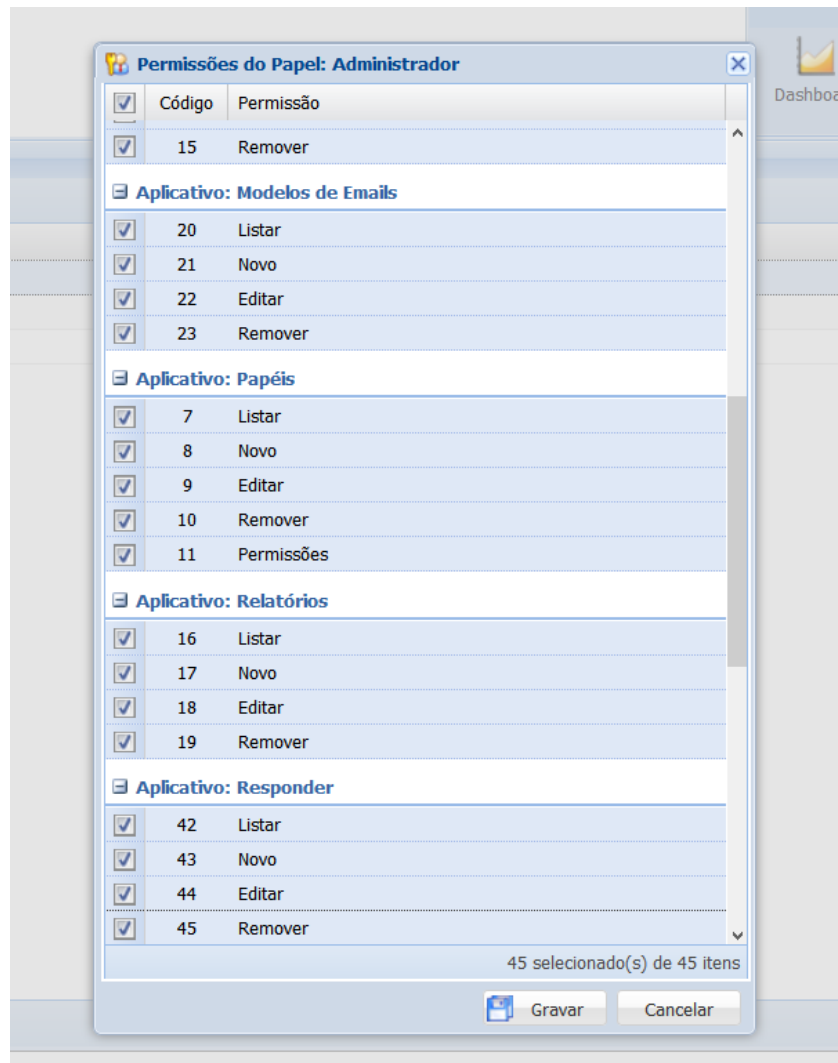 Permissões do Papel: Administrador
Dashboa
Código Permissão
15 Remover
Aplicativo: Modelos de Emails
20 Listar
21 Novo
22 Editar
23 Remover
Aplicativo: Papéis
7 Listar
8 Novo
9 Editar
10 Remover
11 Permissões
Aplicativo: Relatórios
16 Listar
17 Novo
18 Editar
19 Remover
Aplicativo: Responder
42 Listar
43 Novo
44 Editar
45 Remover
45 selecionado(s) de 45 itens
Gravar Cancelar